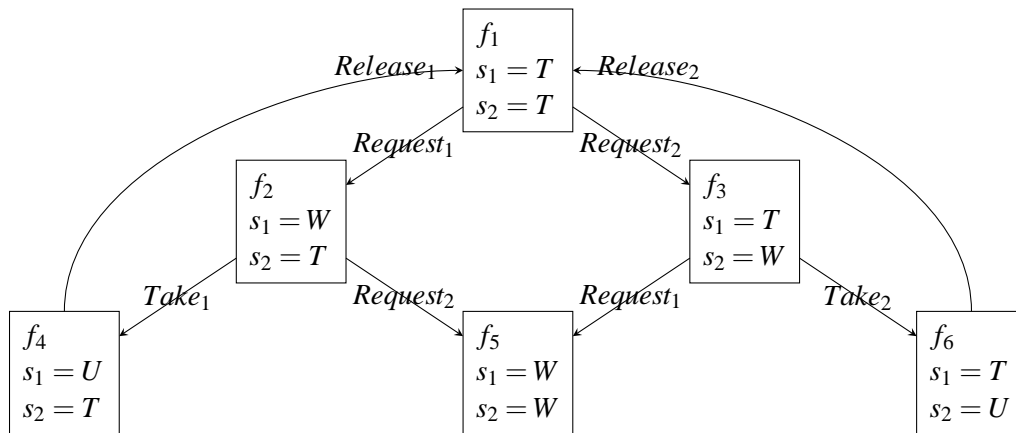 f₁
s₁ = T
s₂ = T
Release₁
Release₂
Request₁
Request₂
f₂
s₁ = W
s₂ = T
f₃
s₁ = T
s₂ = W
Take₁
Request₂
Request₁
Take₂
f₄
s₁ = U
s₂ = T
f₅
s₁ = W
s₂ = W
f₆
s₁ = T
s₂ = U